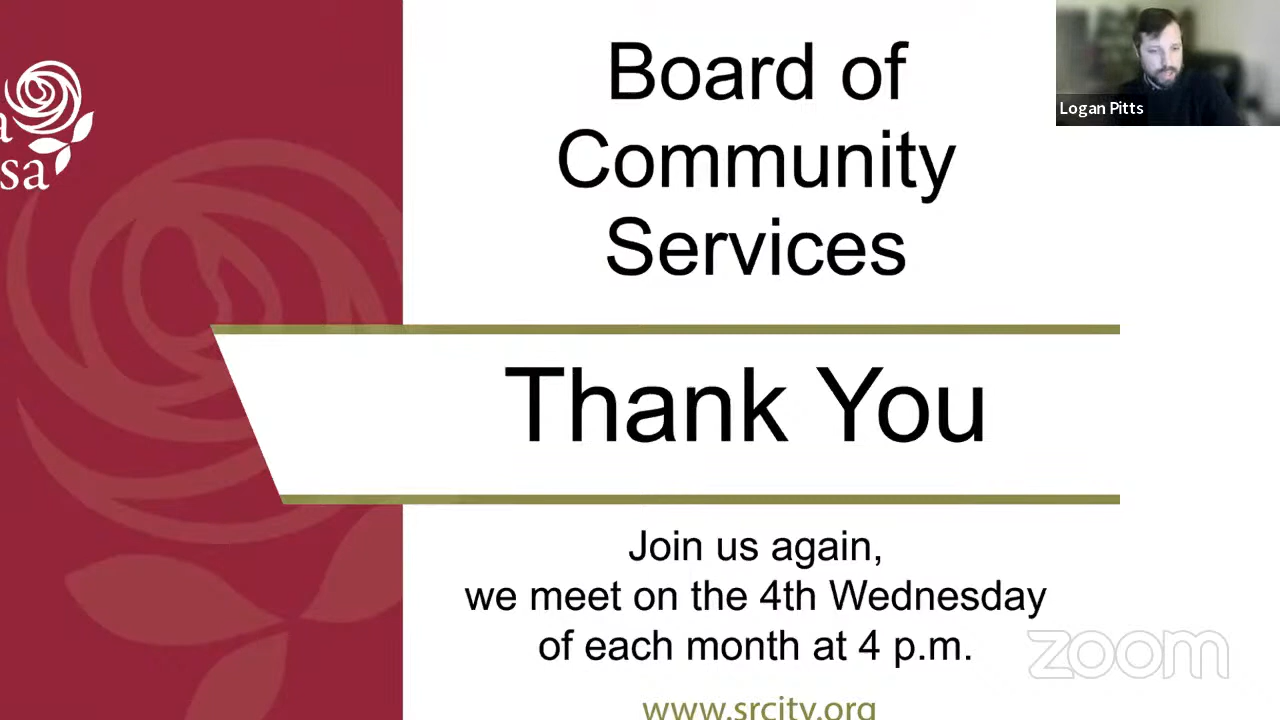 Board of
Community
Services
Logan Pitts
a
sa
Thank You
Join us again,
we meet on the 4th Wednesday
of each month at 4 p.m.
zoom
www.srcity.org